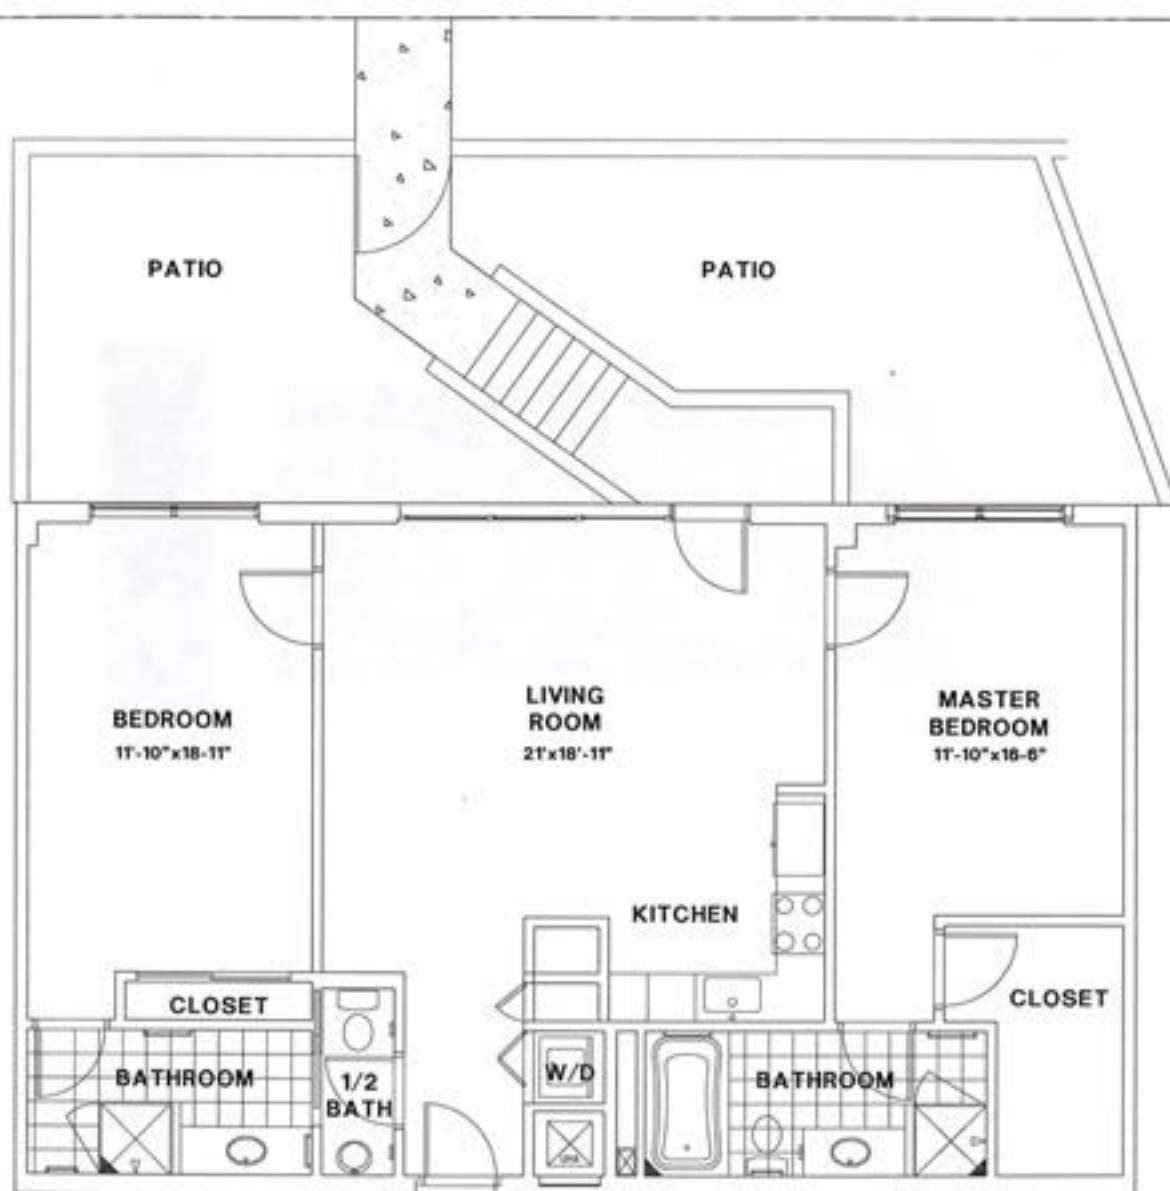 PATIO
PATIO
BEDROOM
11'-10"x18-11"
LIVING
ROOM
21'x18'-11"
MASTER
BEDROOM
11'-10"x16-6"
KITCHEN
CLOSET
CLOSET
BATHROOM
1/2
BATH
W/D
BATHROOM